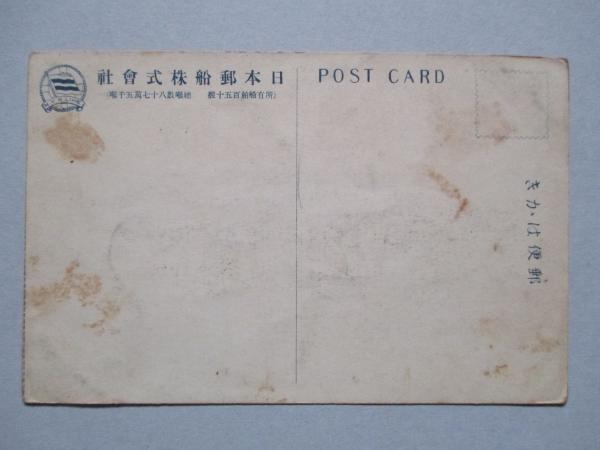 日本郵船株式會社
(所有船舶百五十艘 總噸數八十七萬五千噸)
POST CARD
郵便はかき